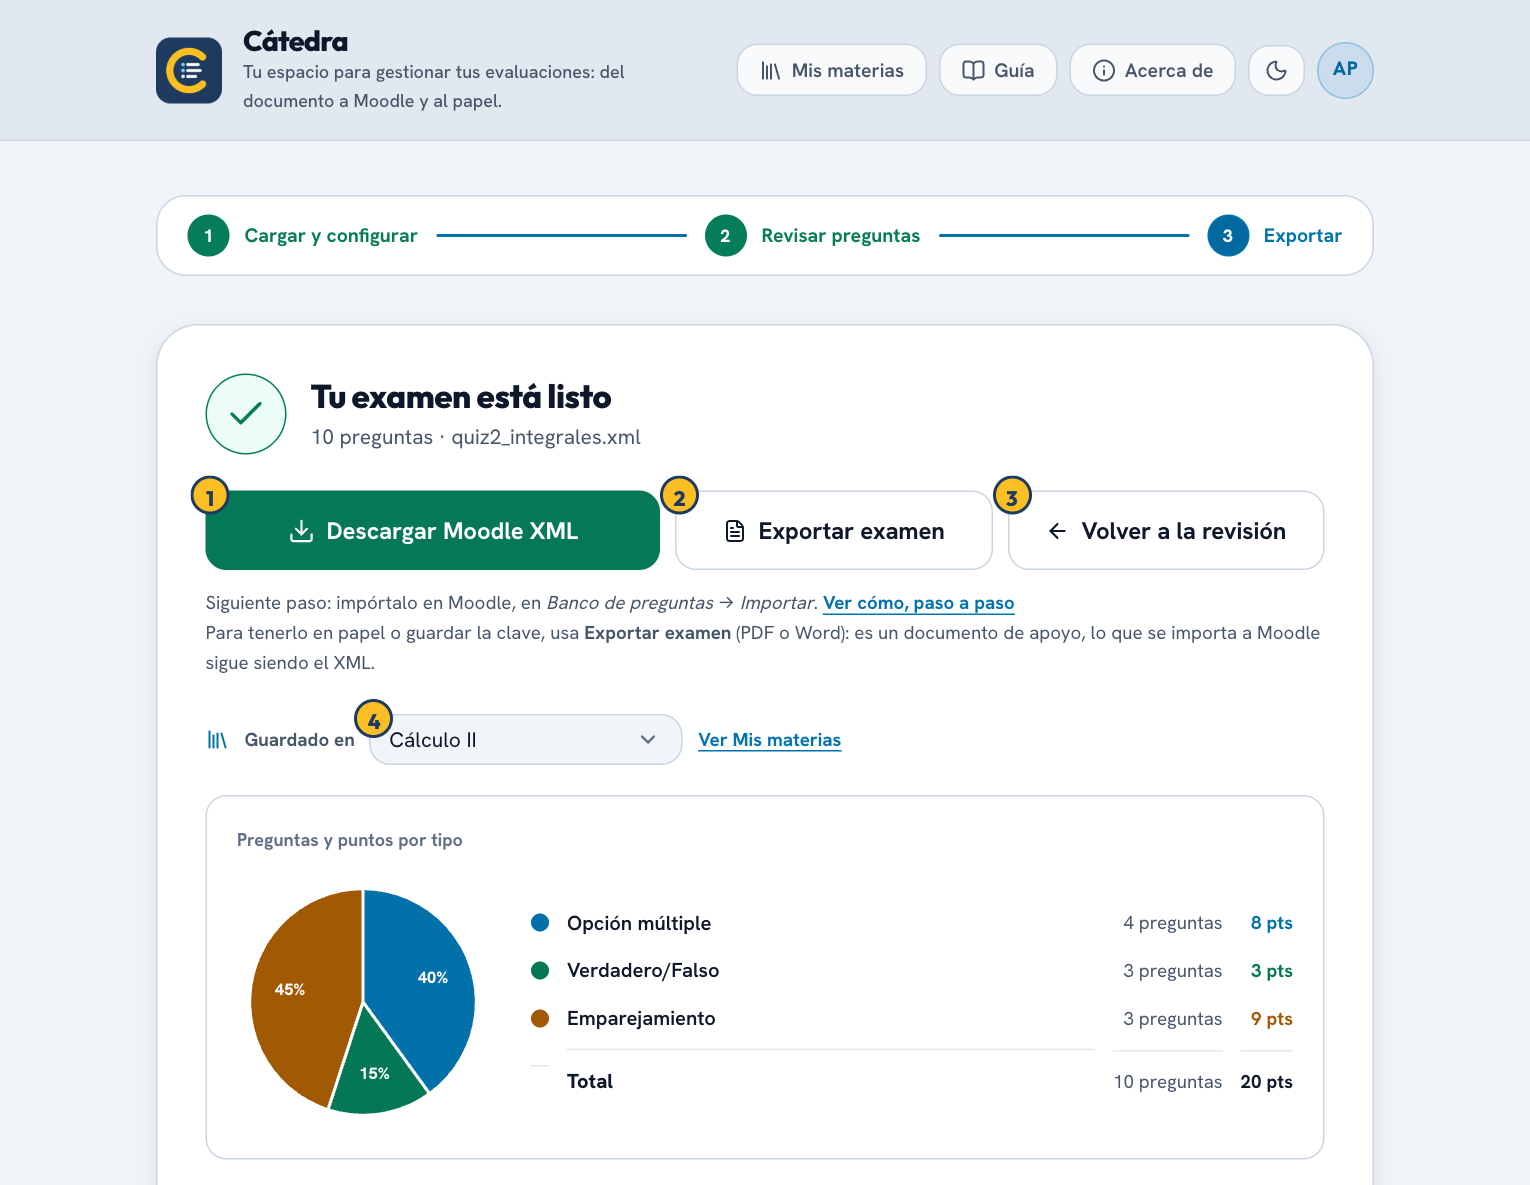 Cátedra
Tu espacio para gestionar tus evaluaciones: del
documento a Moodle y al papel.
Mis materias
Guía
Acerca de
AP
1 Cargar y configurar
2 Revisar preguntas
3 Exportar
Tu examen está listo
10 preguntas · quiz2_integrales.xml
1 Descargar Moodle XML
2 Exportar examen
3 Volver a la revisión
Siguiente paso: impórtalo en Moodle, en Banco de preguntas → Importar. Ver cómo, paso a paso
Para tenerlo en papel o guardar la clave, usa Exportar examen (PDF o Word): es un documento de apoyo, lo que se importa a Moodle
sigue siendo el XML.
Guardado en 4 Cálculo II Ver Mis materias
Preguntas y puntos por tipo
45%
40%
15%
Opción múltiple 4 preguntas 8 pts
Verdadero/Falso 3 preguntas 3 pts
Emparejamiento 3 preguntas 9 pts
Total 10 preguntas 20 pts